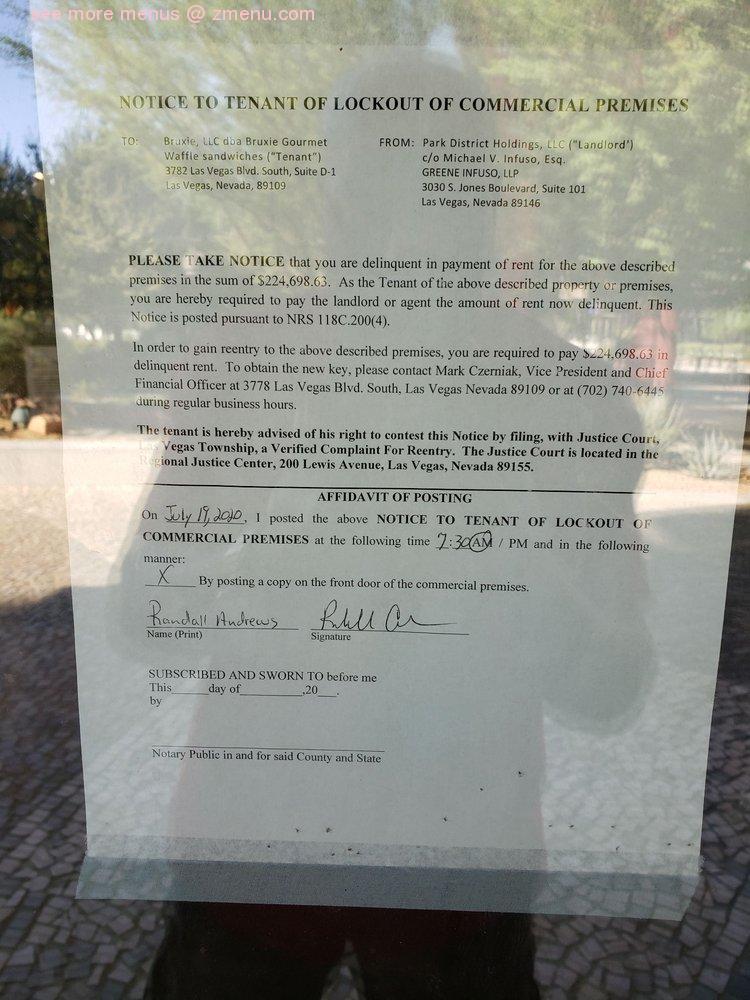 see more menus @ zmenu.com
NOTICE TO TENANT OF LOCKOUT OF COMMERCIAL PREMISES
TO: Bruxie, LLC dba Bruxie Gourmet
Waffle sandwiches ("Tenant")
3782 Las Vegas Blvd. South, Suite D-1
Las Vegas, Nevada, 89109
FROM: Park District Holdings, LLC ("Landlord')
c/o Michael V. Infuso, Esq.
GREENE INFUSO, LLP
3030 S. Jones Boulevard, Suite 101
Las Vegas, Nevada 89146
PLEASE TAKE NOTICE that you are delinquent in payment of rent for the above described
premises in the sum of $224,698.63. As the Tenant of the above described property or premises,
you are hereby required to pay the landlord or agent the amount of rent now delinquent. This
Notice is posted pursuant to NRS 118C.200(4).
In order to gain reentry to the above described premises, you are required to pay $224,698.63 in
delinquent rent. To obtain the new key, please contact Mark Czerniak, Vice President and Chief
Financial Officer at 3778 Las Vegas Blvd. South, Las Vegas Nevada 89109 or at (702) 740-6445
during regular business hours.
The tenant is hereby advised of his right to contest this Notice by filing, with Justice Court,
Las Vegas Township, a Verified Complaint For Reentry. The Justice Court is located in the
Regional Justice Center, 200 Lewis Avenue, Las Vegas, Nevada 89155.
AFFIDAVIT OF POSTING
On July 19, 2020, I posted the above NOTICE TO TENANT OF LOCKOUT OF
COMMERCIAL PREMISES at the following time 7:30 AM / PM and in the following
manner:
X By posting a copy on the front door of the commercial premises.
Randall Andrews
Name (Print) Signature
SUBSCRIBED AND SWORN TO before me
This____day of________,20__.
by
Notary Public in and for said County and State